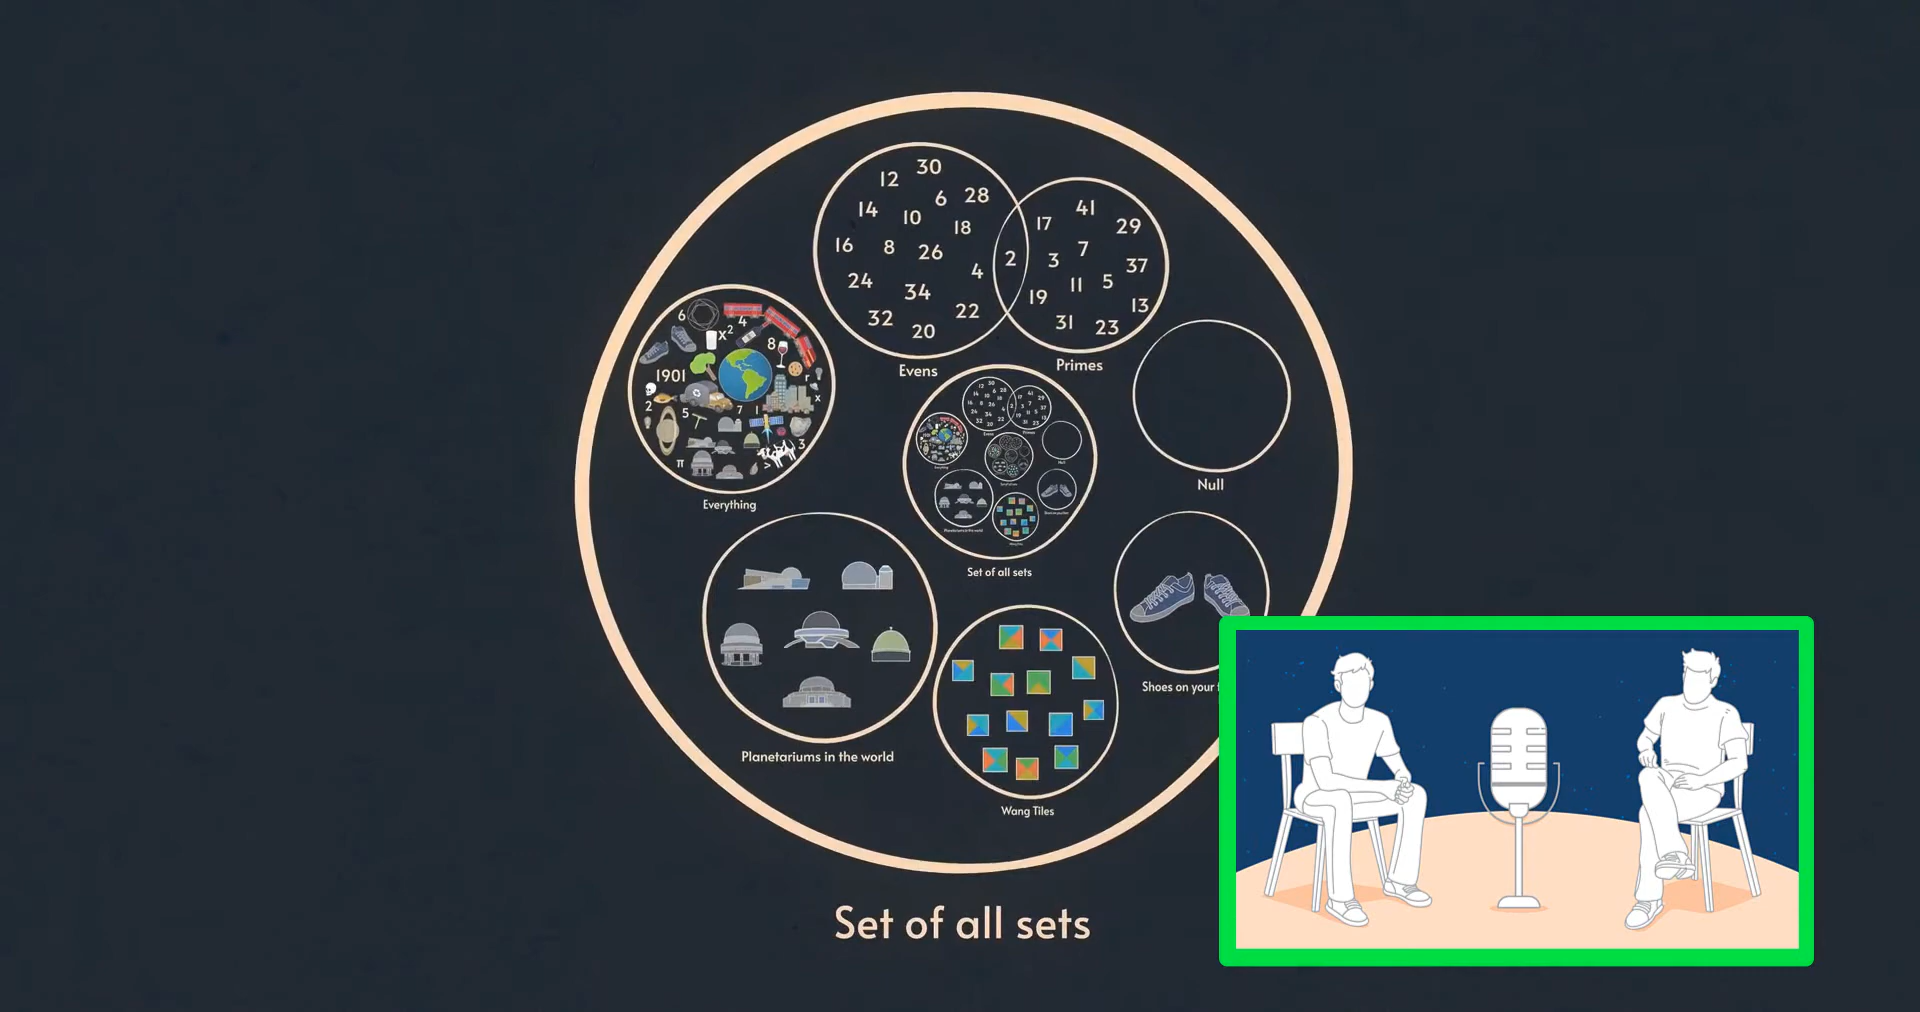 30
12
6 28
14
10
18
16 8 26
4
24
34
22
32
20
Evens
41
17
29
7
3
37
2
5
11
19
13
31
23
Primes
6
4
x²
8
1901
r
x
2
5
7 1
3
π
>
Everything
Null
Set of all sets
Planetariums in the world
Wang Tiles
Shoes on your
Set of all sets